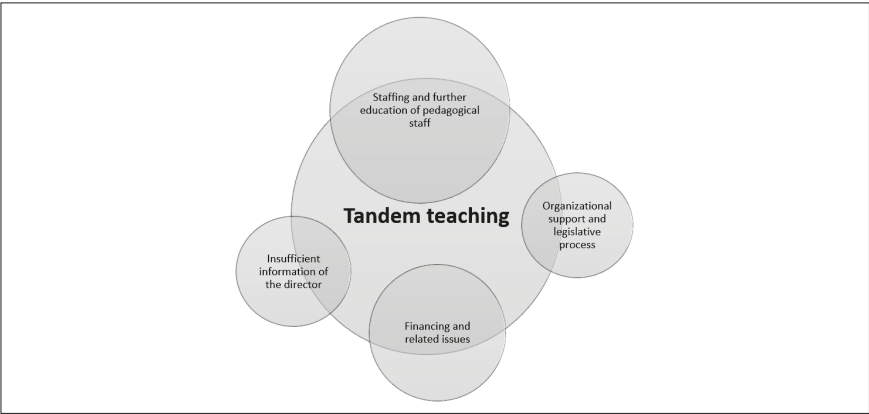 Staffing and further
education of pedagogical
staff
Tandem teaching
Organizational
support and
legislative
process
Insufficient
information of
the director
Financing and
related issues